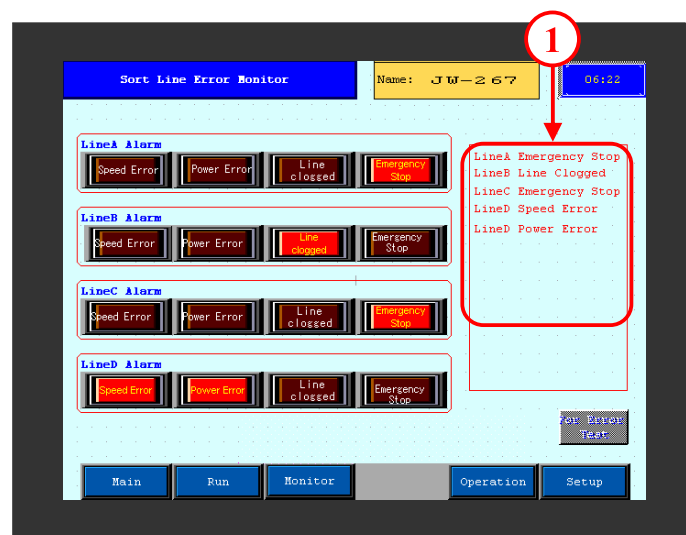 1
Sort Line Error Monitor
Name: JW-267
06:22
LineA Alarm
Speed Error
Power Error
Line
clogged
Emergency
Stop
LineB Alarm
Speed Error
Power Error
Line
clogged
Emergency
Stop
LineC Alarm
Speed Error
Power Error
Line
clogged
Emergency
Stop
LineD Alarm
Speed Error
Power Error
Line
clogged
Emergency
Stop
LineA Emergency Stop
LineB Line Clogged
LineC Emergency Stop
LineD Speed Error
LineD Power Error
For Error
Test
Main
Run
Monitor
Operation
Setup